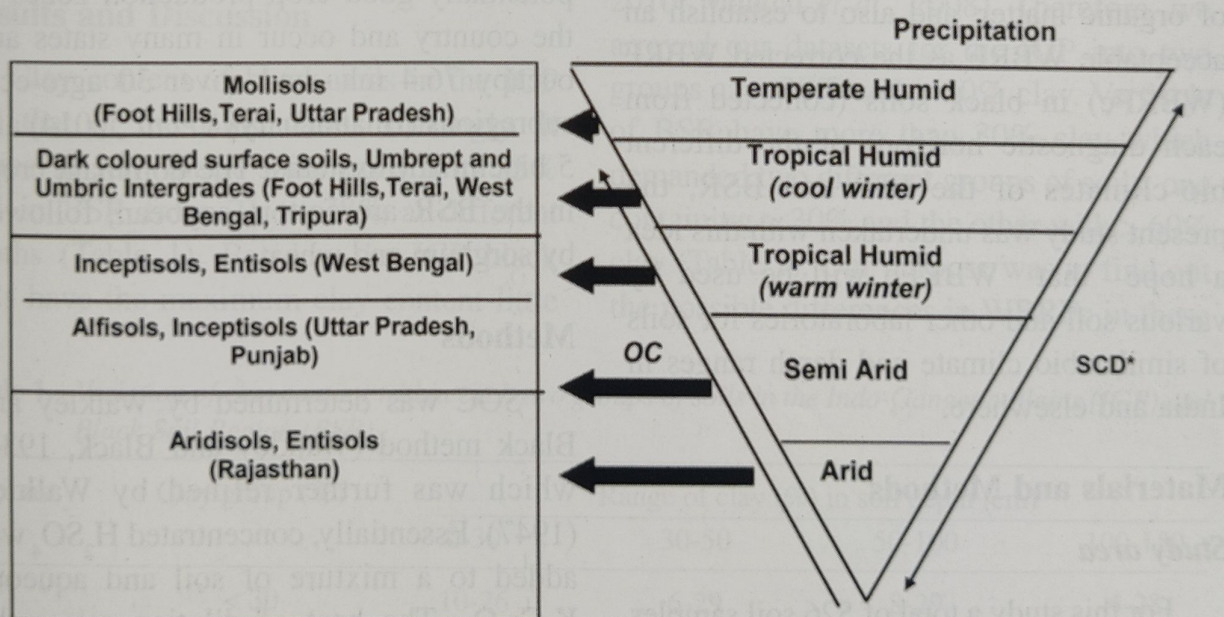 Precipitation
Mollisols
(Foot Hills,Terai, Uttar Pradesh)
Dark coloured surface soils, Umbrept and
Umbric Intergrades (Foot Hills,Terai, West
Bengal, Tripura)
Inceptisols, Entisols (West Bengal)
Alfisols, Inceptisols (Uttar Pradesh,
Punjab)
Aridisols, Entisols
(Rajasthan)
OC
Temperate Humid
Tropical Humid
(cool winter)
Tropical Humid
(warm winter)
Semi Arid
Arid
SCD*